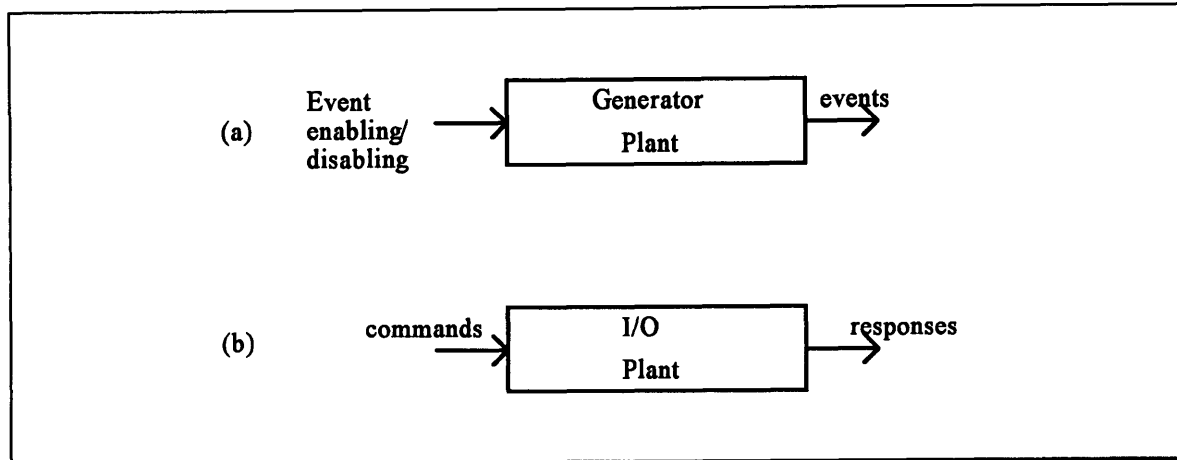 (a)
Event
enabling/
disabling
Generator
Plant
events
(b)
commands
I/O
Plant
responses